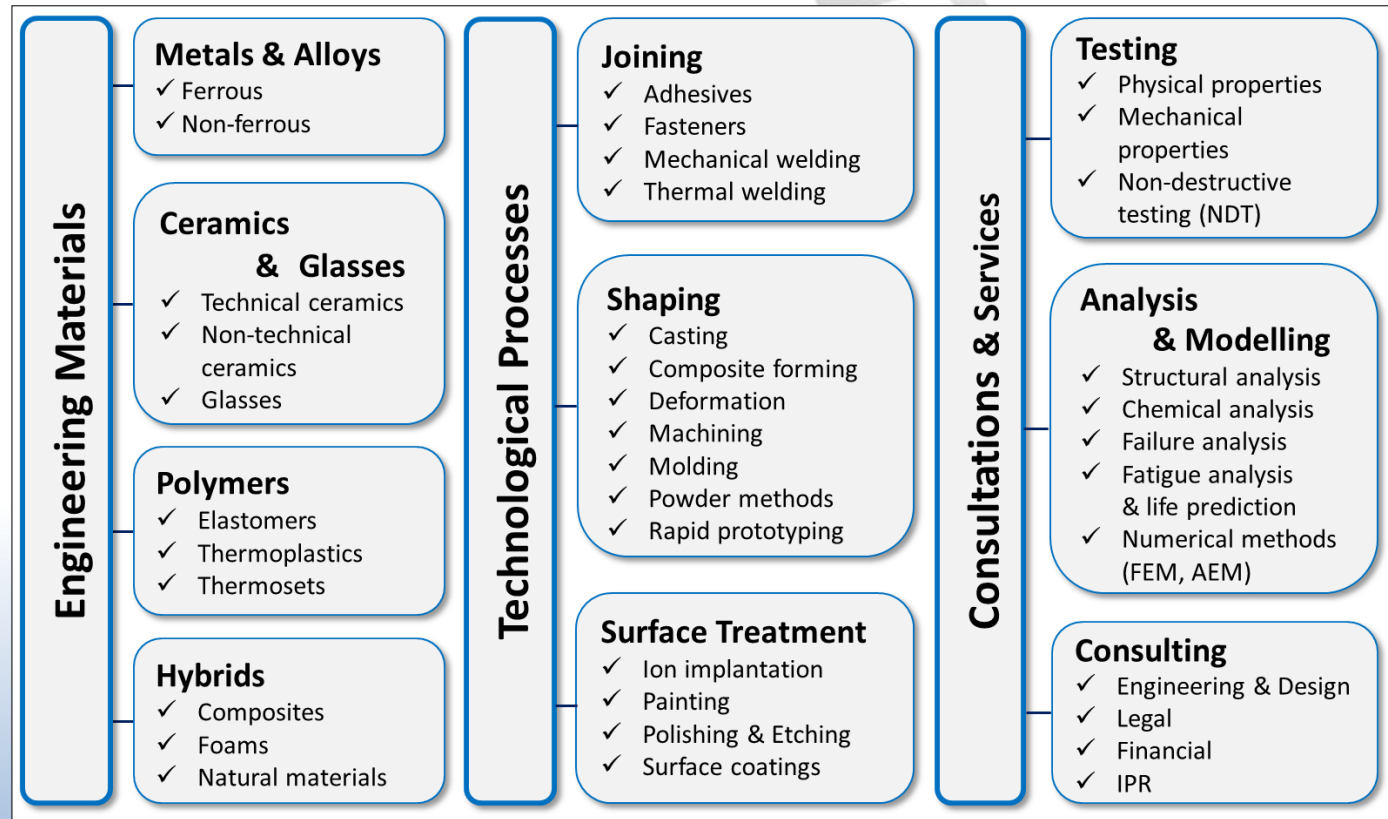 Engineering Materials
Metals & Alloys
✓ Ferrous
✓ Non-ferrous
Ceramics
& Glasses
✓ Technical ceramics
✓ Non-technical
ceramics
✓ Glasses
Polymers
✓ Elastomers
✓ Thermoplastics
✓ Thermosets
Hybrids
✓ Composites
✓ Foams
✓ Natural materials
Technological Processes
Joining
✓ Adhesives
✓ Fasteners
✓ Mechanical welding
✓ Thermal welding
Shaping
✓ Casting
✓ Composite forming
✓ Deformation
✓ Machining
✓ Molding
✓ Powder methods
✓ Rapid prototyping
Surface Treatment
✓ Ion implantation
✓ Painting
✓ Polishing & Etching
✓ Surface coatings
Consultations & Services
Testing
✓ Physical properties
✓ Mechanical
properties
✓ Non-destructive
testing (NDT)
Analysis
& Modelling
✓ Structural analysis
✓ Chemical analysis
✓ Failure analysis
✓ Fatigue analysis
& life prediction
✓ Numerical methods
(FEM, AEM)
Consulting
✓ Engineering & Design
✓ Legal
✓ Financial
✓ IPR